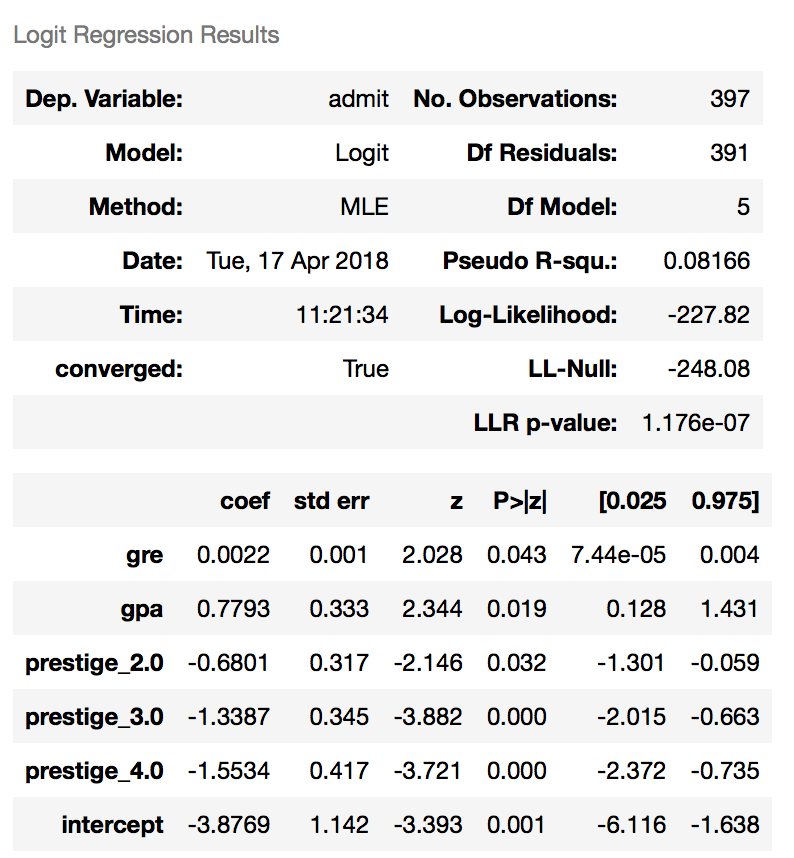 Logit Regression Results
Dep. Variable: admit No. Observations: 397
Model: Logit Df Residuals: 391
Method: MLE Df Model: 5
Date: Tue, 17 Apr 2018 Pseudo R-squ.: 0.08166
Time: 11:21:34 Log-Likelihood: -227.82
converged: True LL-Null: -248.08
LLR p-value: 1.176e-07
coef std err z P>|z| [0.025 0.975]
gre 0.0022 0.001 2.028 0.043 7.44e-05 0.004
gpa 0.7793 0.333 2.344 0.019 0.128 1.431
prestige_2.0 -0.6801 0.317 -2.146 0.032 -1.301 -0.059
prestige_3.0 -1.3387 0.345 -3.882 0.000 -2.015 -0.663
prestige_4.0 -1.5534 0.417 -3.721 0.000 -2.372 -0.735
intercept -3.8769 1.142 -3.393 0.001 -6.116 -1.638